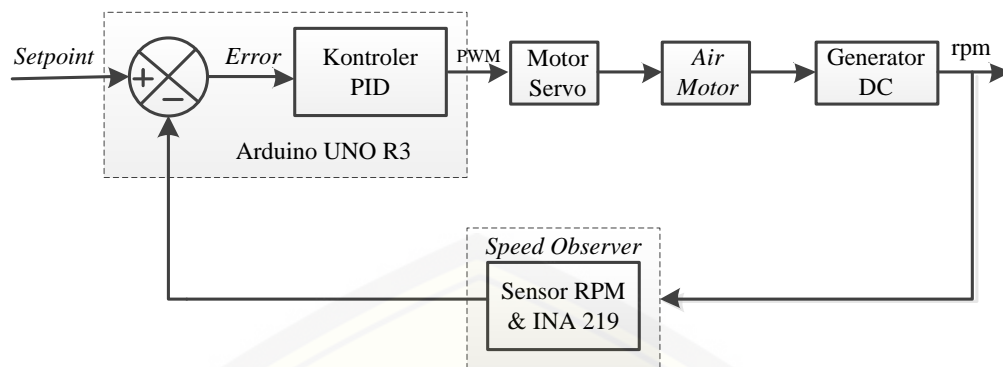 Setpoint
+
−
Error
Kontroler
PID
PWM
Motor
Servo
Air
Motor
Generator
DC
rpm
Arduino UNO R3
Speed Observer
Sensor RPM
& INA 219